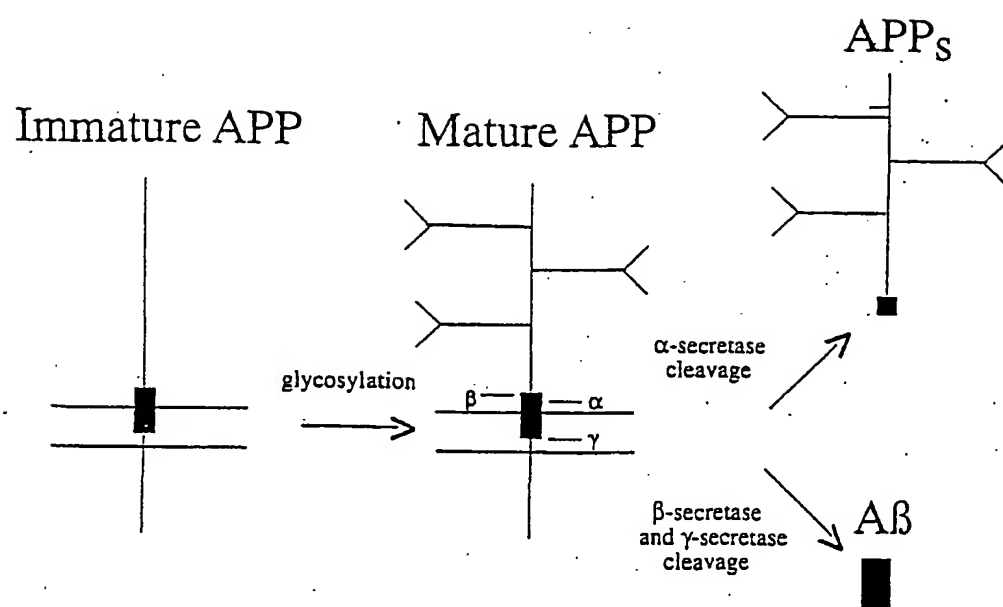 APPs
Immature APP
Mature APP
glycosylation
β
α
γ
α-secretase
cleavage
β-secretase
and γ-secretase
cleavage
Aß